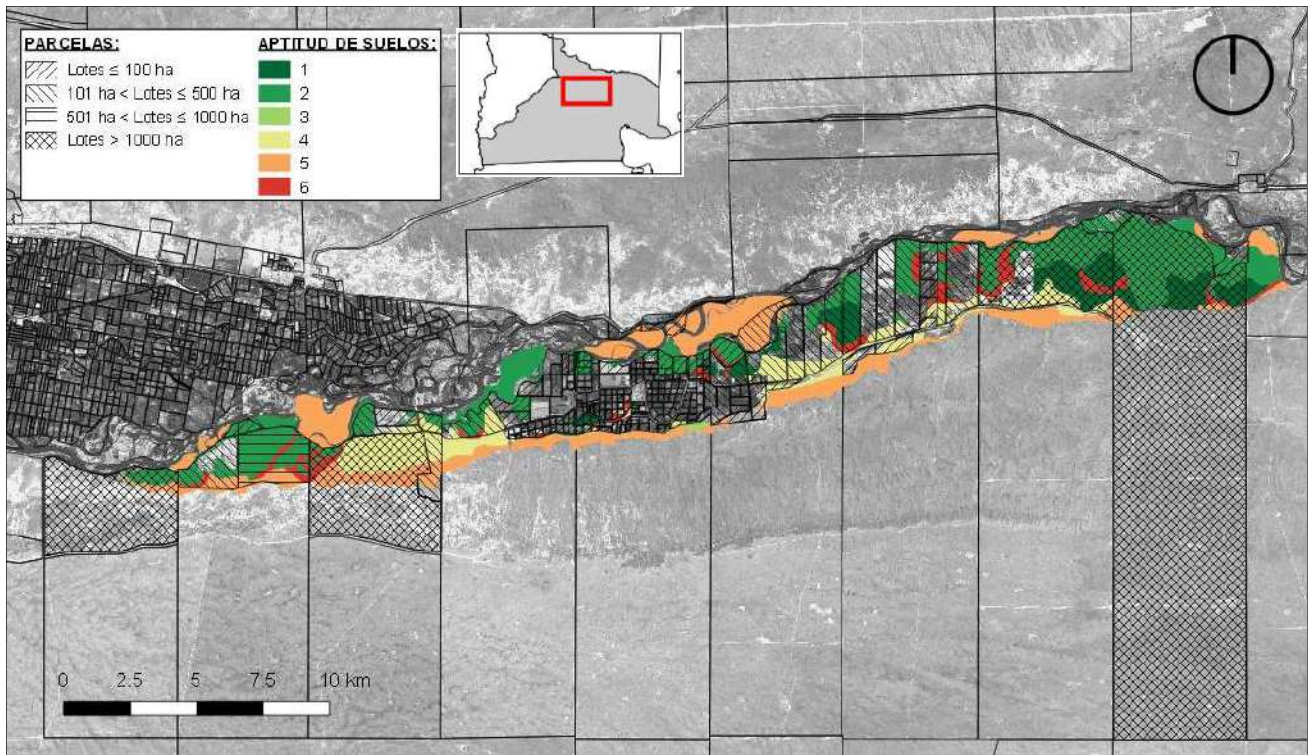 PARCELAS:
Lotes ≤ 100 ha
101 ha < Lotes ≤ 500 ha
501 ha < Lotes ≤ 1000 ha
Lotes > 1000 ha
APTITUD DE SUELOS:
1
2
3
4
5
6
0 2.5 5 7.5 10 km